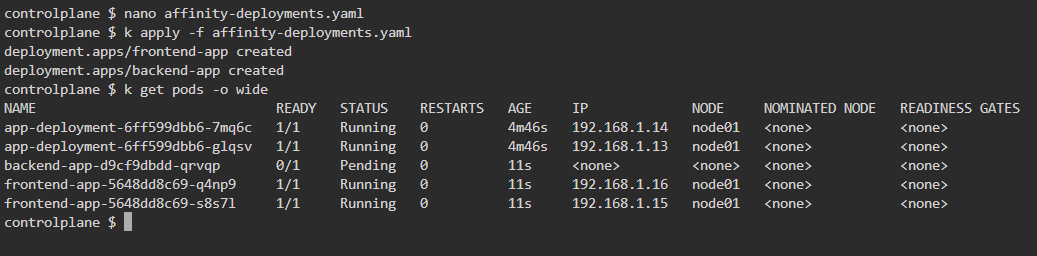 controlplane $ nano affinity-deployments.yaml
controlplane $ k apply -f affinity-deployments.yaml
deployment.apps/frontend-app created
deployment.apps/backend-app created
controlplane $ k get pods -o wide
NAME READY STATUS RESTARTS AGE IP NODE NOMINATED NODE READINESS GATES
app-deployment-6ff599dbb6-7mq6c 1/1 Running 0 4m46s 192.168.1.14 node01 <none> <none>
app-deployment-6ff599dbb6-glqsv 1/1 Running 0 4m46s 192.168.1.13 node01 <none> <none>
backend-app-d9cf9dbdd-qrvqp 0/1 Pending 0 11s <none> <none> <none> <none>
frontend-app-5648dd8c69-q4np9 1/1 Running 0 11s 192.168.1.16 node01 <none> <none>
frontend-app-5648dd8c69-s8s7l 1/1 Running 0 11s 192.168.1.15 node01 <none> <none>
controlplane $